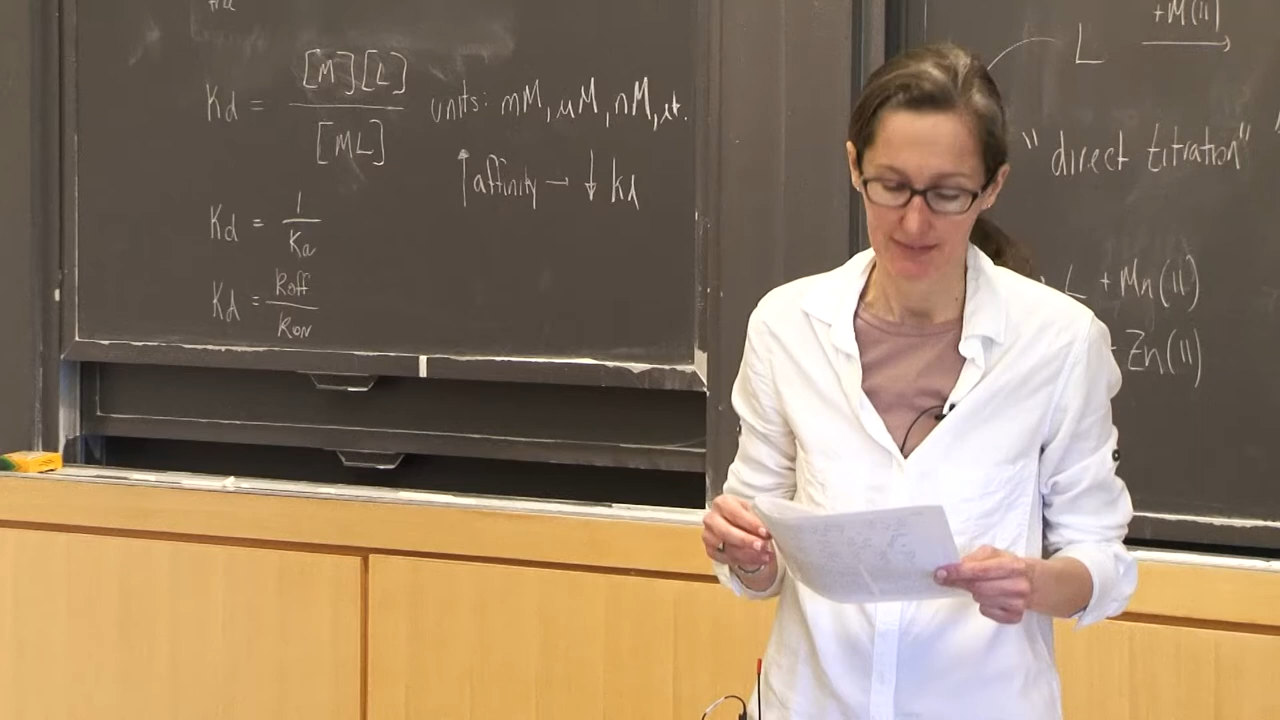 Kd = [M][L] / [ML]
units: mM, µM, nM, et.
↑ affinity → ↓ Kd
Kd = 1 / Ka
Kd = koff / kon
L +M(II) →
"direct titration"
L + Mn(II)
Zn(II)